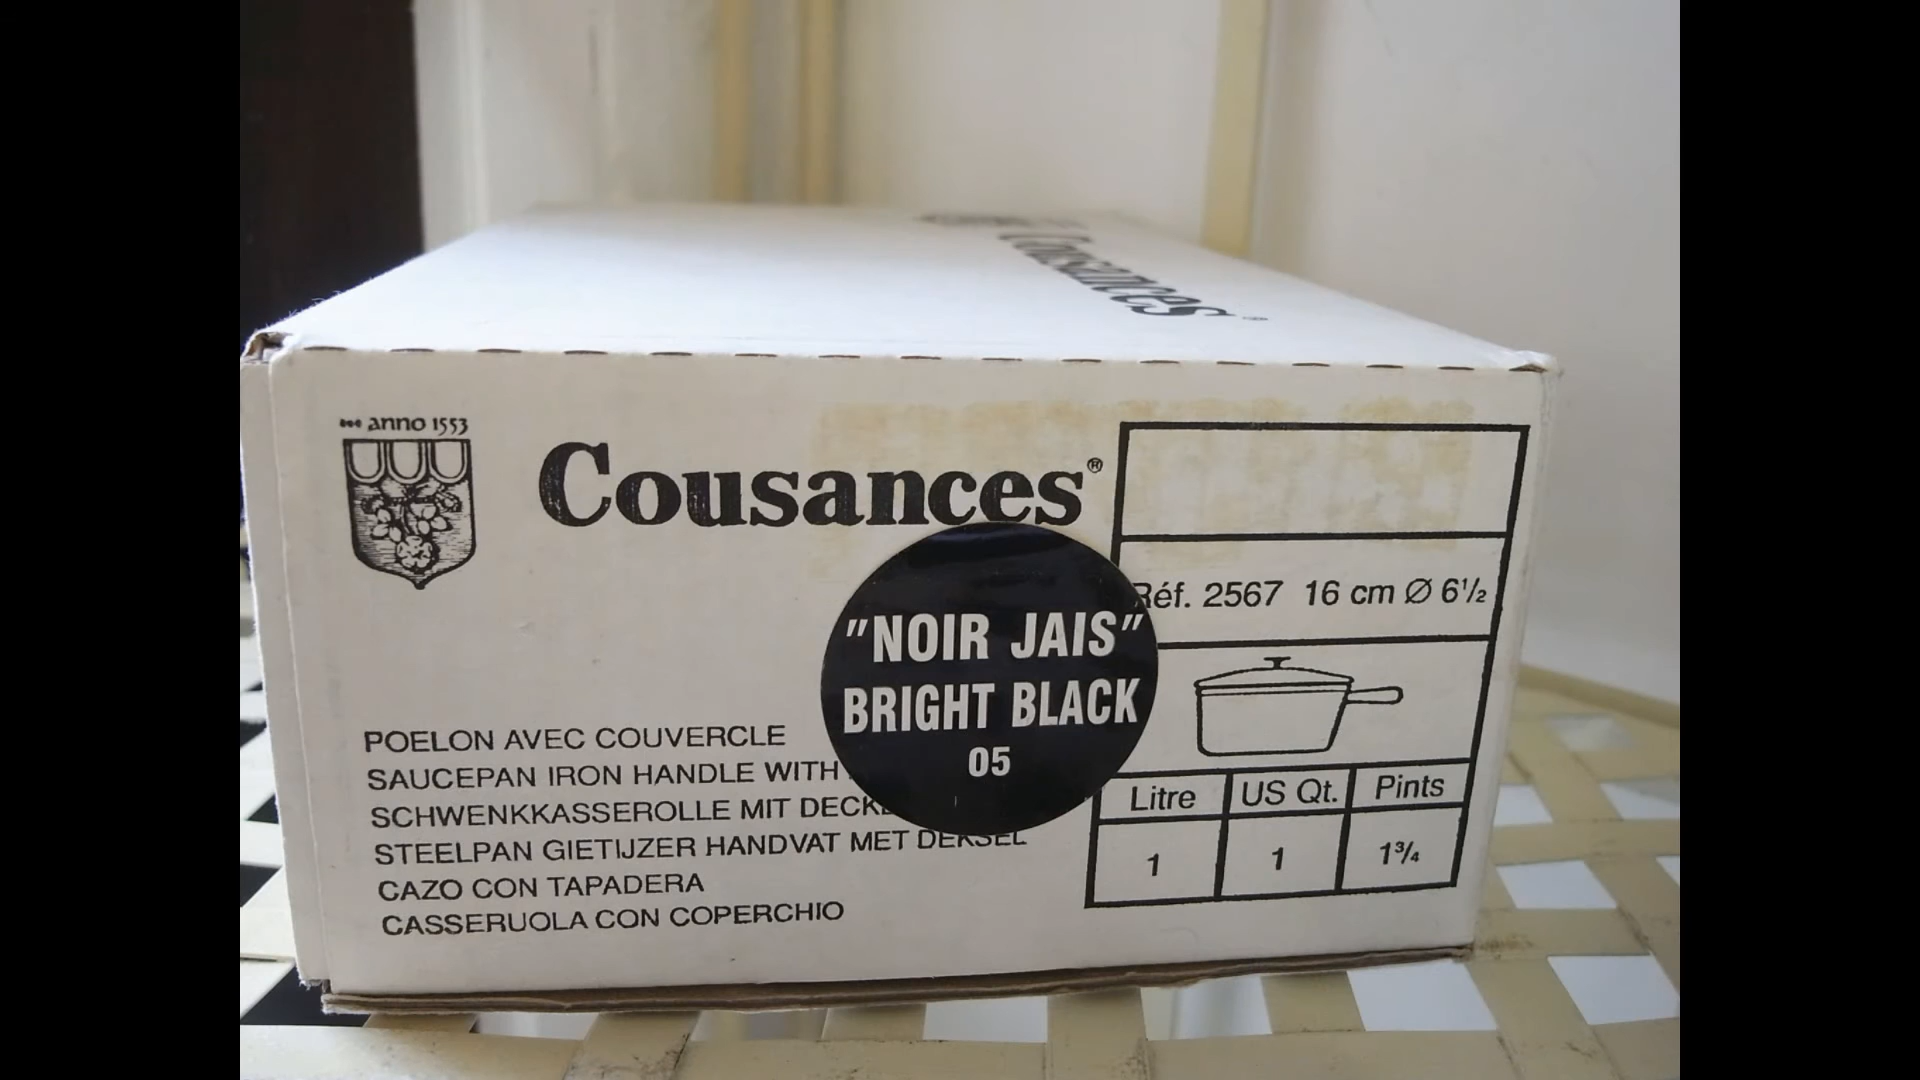 Cousances®
anno 1553
Cousances®
Réf. 2567 16 cm Ø 6½
"NOIR JAIS"
BRIGHT BLACK
05
POELON AVEC COUVERCLE
SAUCEPAN IRON HANDLE WITH
SCHWENKKASSEROLLE MIT
STEELPAN GIETIJZER HANDVAT MET DEKSEL
CAZO CON TAPADERA
CASSERUOLA CON COPERCHIO
Litre US Qt. Pints
1 1 1¾